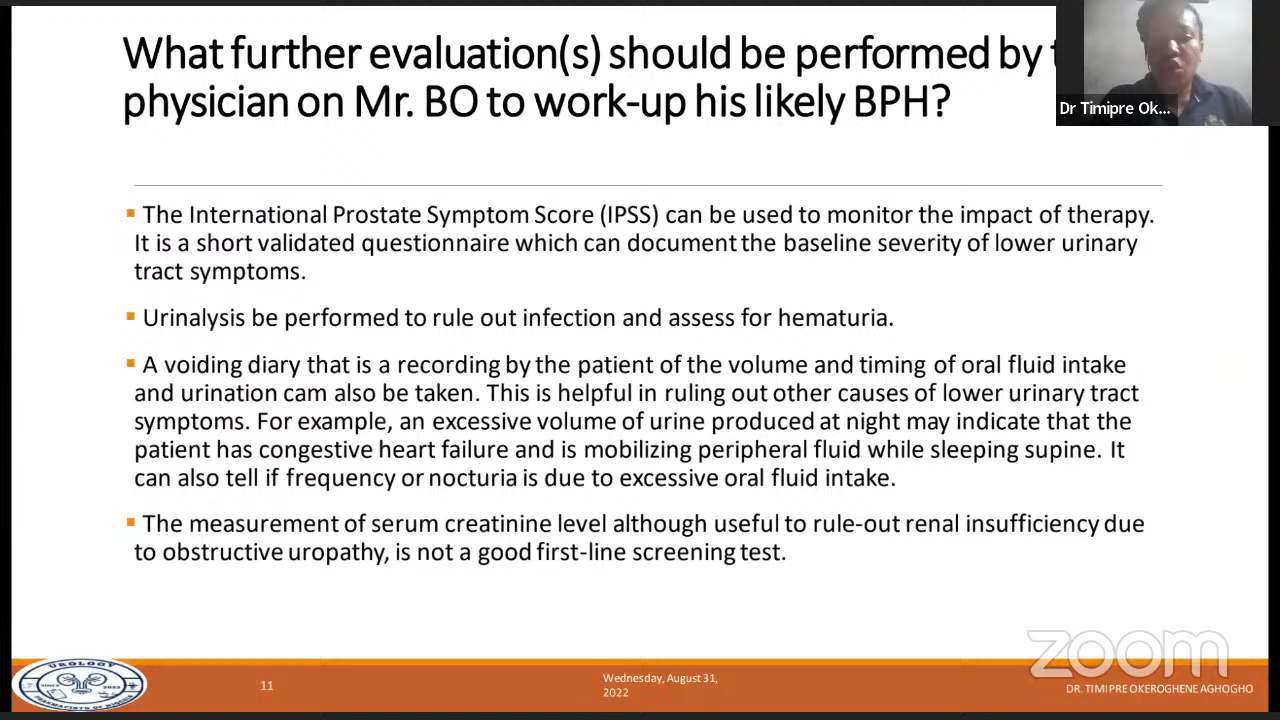 What further evaluation(s) should be performed by
physician on Mr. BO to work-up his likely BPH?
Dr Timipre Ok...
▪ The International Prostate Symptom Score (IPSS) can be used to monitor the impact of therapy.
It is a short validated questionnaire which can document the baseline severity of lower urinary
tract symptoms.
▪ Urinalysis be performed to rule out infection and assess for hematuria.
▪ A voiding diary that is a recording by the patient of the volume and timing of oral fluid intake
and urination cam also be taken. This is helpful in ruling out other causes of lower urinary tract
symptoms. For example, an excessive volume of urine produced at night may indicate that the
patient has congestive heart failure and is mobilizing peripheral fluid while sleeping supine. It
can also tell if frequency or nocturia is due to excessive oral fluid intake.
▪ The measurement of serum creatinine level although useful to rule-out renal insufficiency due
to obstructive uropathy, is not a good first-line screening test.
zoom
UROLOGY
11
Wednesday, August 31,
2022
DR. TIMIPRE OKEROGHENE AGHOGHO